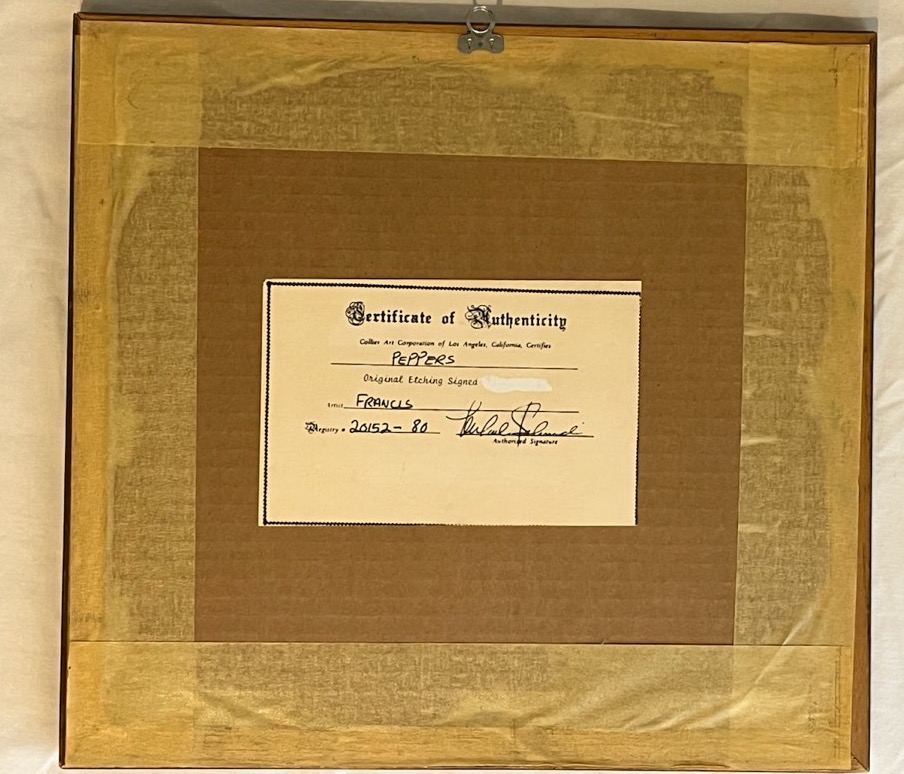 Certificate of Authenticity
Collier Art Corporation of Los Angeles, California, Certifies
PEPPERS
Original Etching Signed
Artist FRANCIS
Registry # 20152-80
Authorized Signature